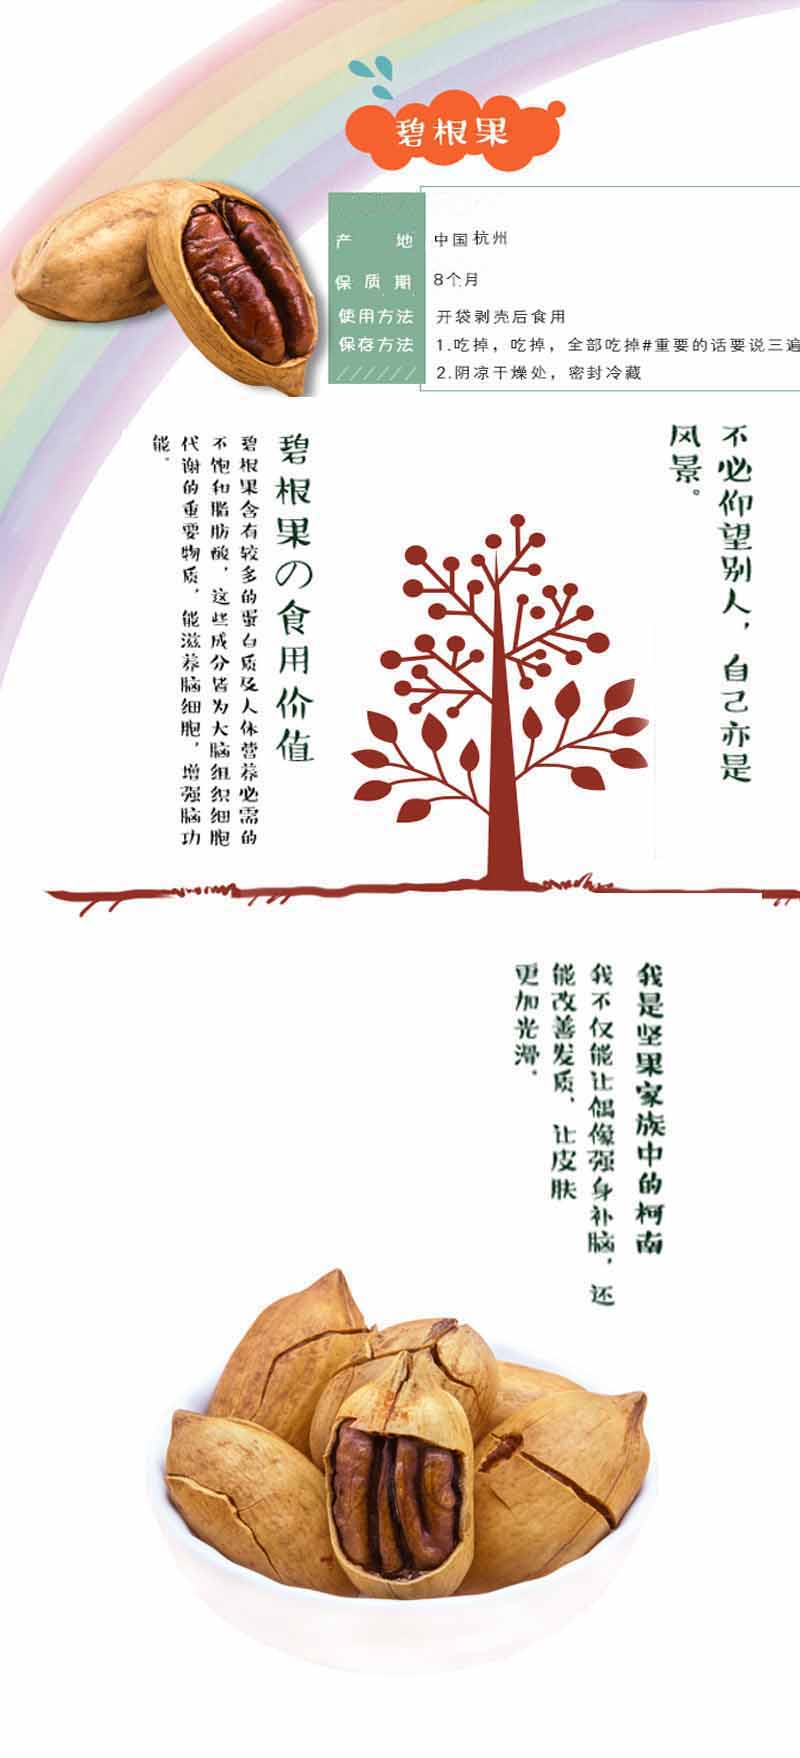 碧根果
产 地 中国杭州
保质期 8个月
使用方法 开袋剥壳后食用
保存方法 1.吃掉，吃掉，全部吃掉#重要的话要说三遍
2.阴凉干燥处，密封冷藏
不必仰望别人，自己亦是
风景。
碧根果の食用价值
碧根果含有较多的蛋白质及人体营养必需的
不饱和脂肪酸，这些成分皆为大脑组织细胞
代谢的重要物质，能滋养脑细胞，增强脑功
能。
我是坚果家族中的柯南
我不仅能让偶像强身补脑，还
能改善发质、让皮肤
更加光滑。